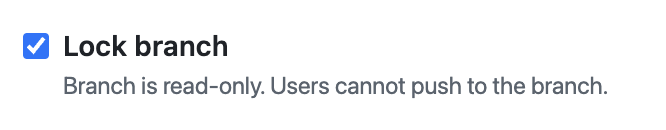 Lock branch
Branch is read-only. Users cannot push to the branch.